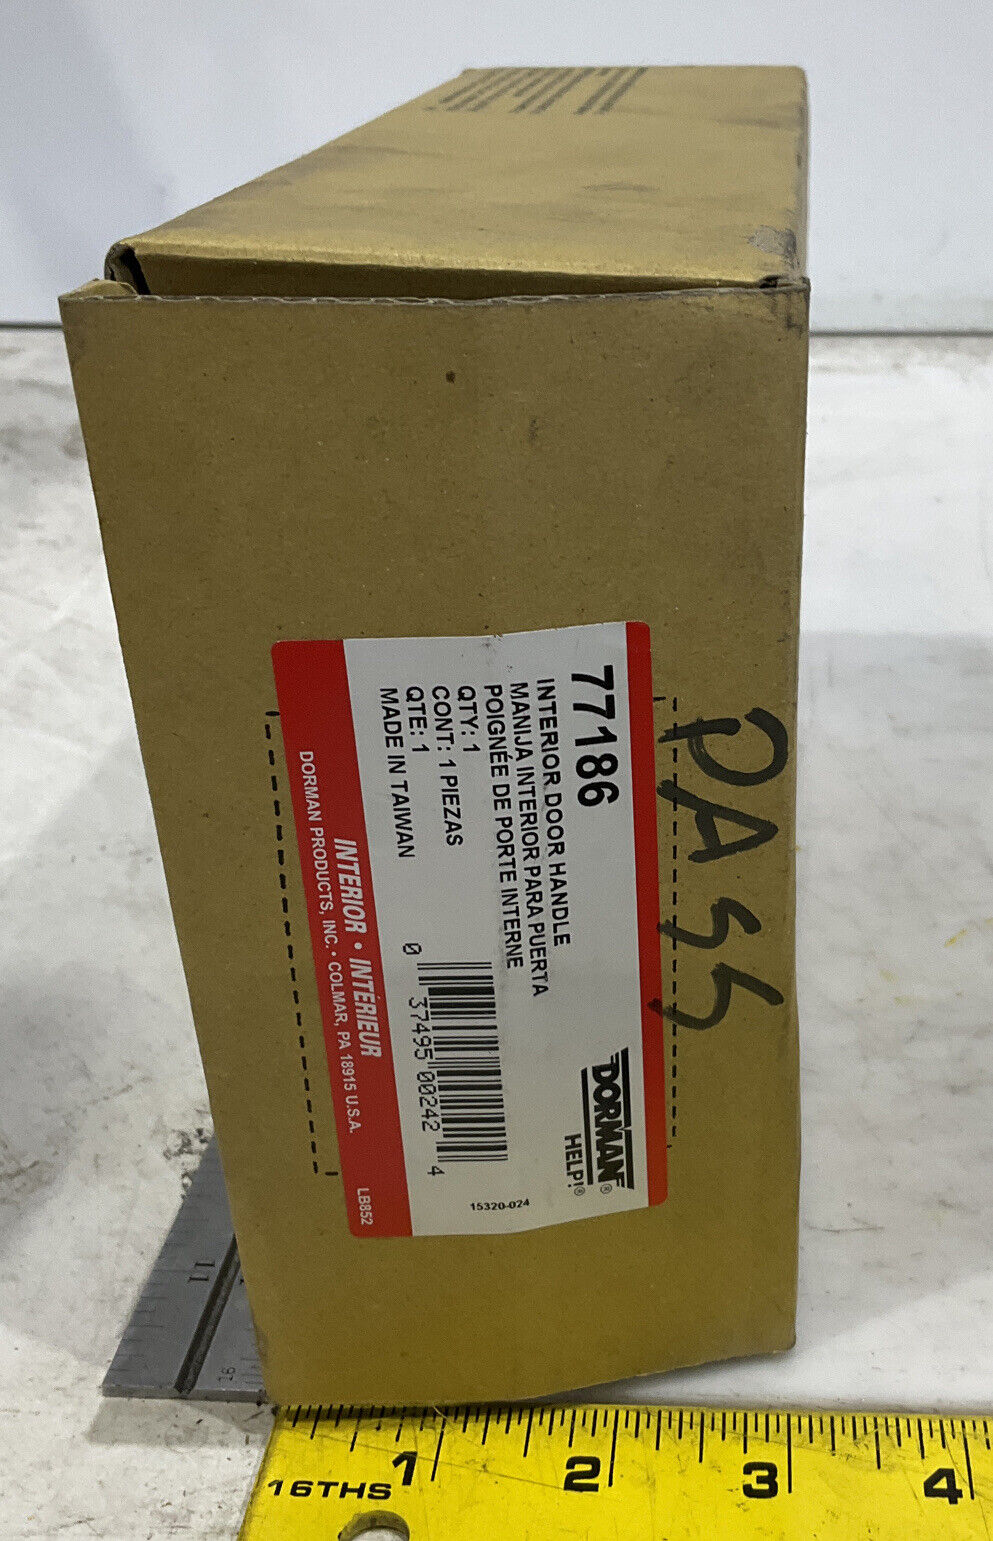 77186
INTERIOR DOOR HANDLE
MANIJA INTERIOR PARA PUERTA
POIGNÉE DE PORTE INTERNE
QTY: 1
CONT: 1 PIEZAS
QTE: 1
MADE IN TAIWAN
0 37495 00242 4
DORMAN®
HELP!®
15320-024
INTERIOR • INTÉRIEUR
DORMAN PRODUCTS, INC. • COLMAR, PA 18915 U.S.A.
LB852
PASS
11
16THS
1 2 3 4